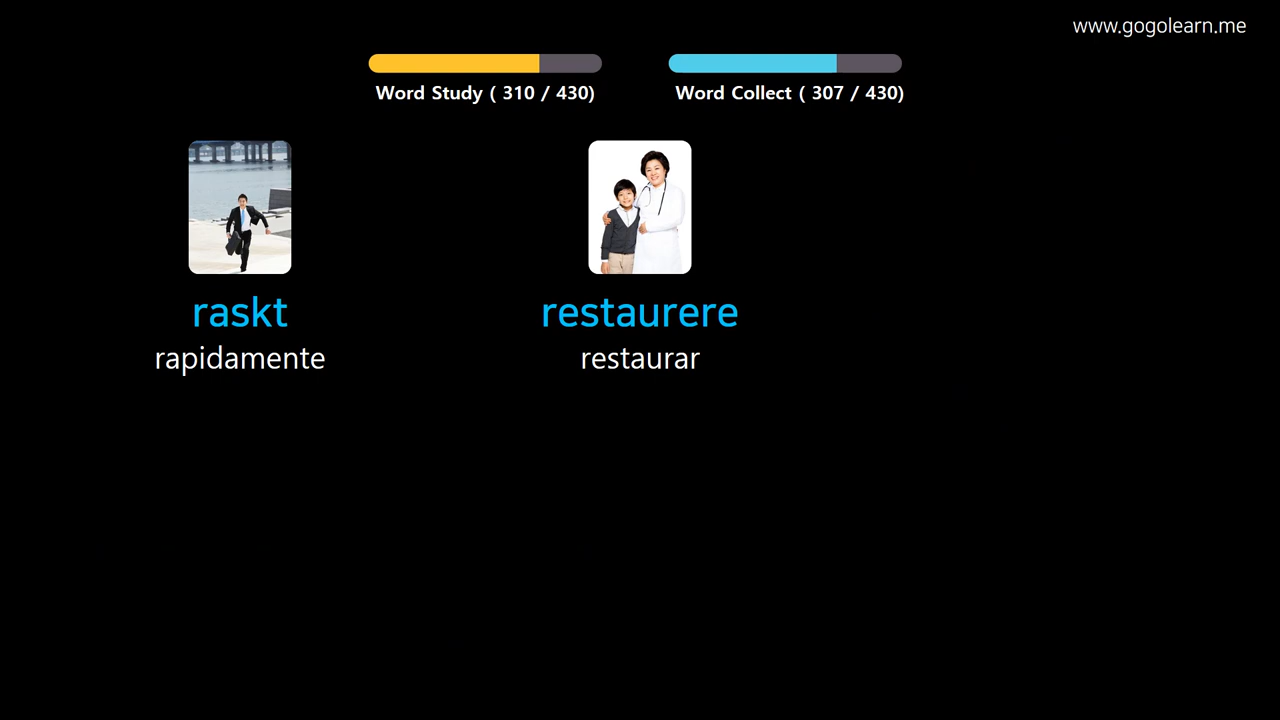 www.gogolearn.me
Word Study ( 310 / 430)
Word Collect ( 307 / 430)
raskt
restaurere
rapidamente
restaurar